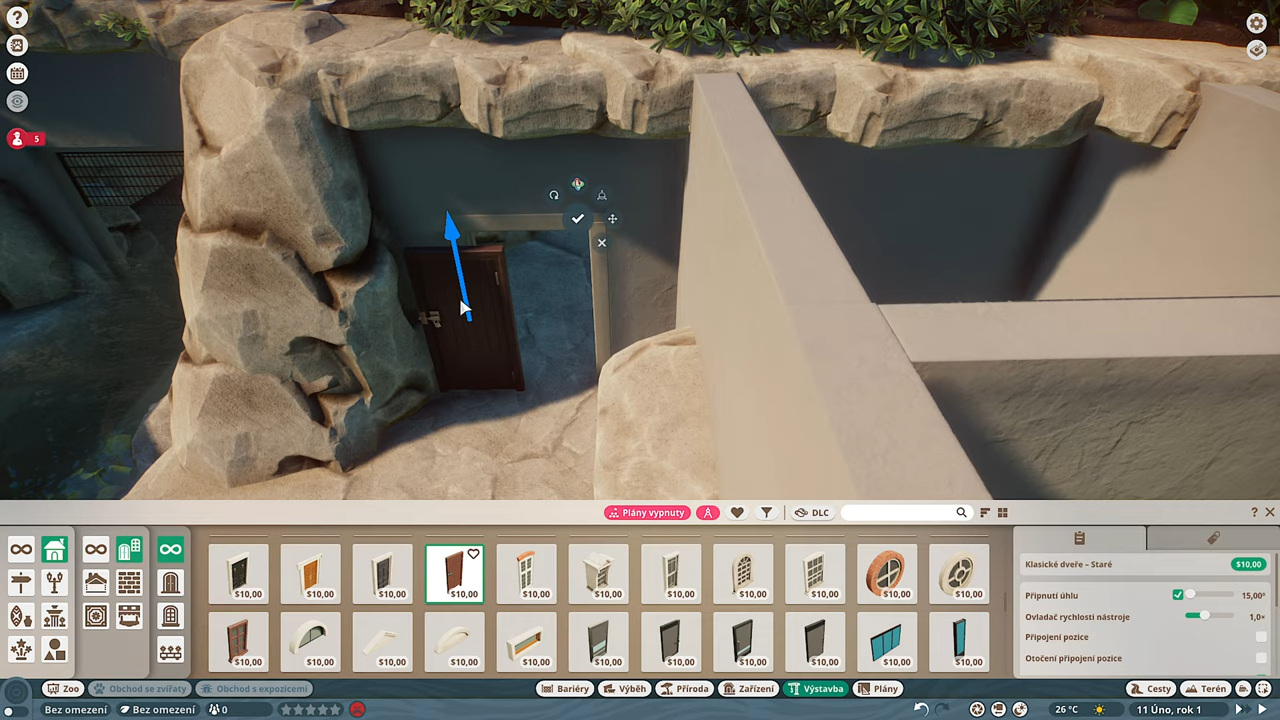 5
Plány vypnuty
DLC
$10,00 $10,00 $10,00 $10,00 $10,00 $10,00 $10,00 $10,00 $10,00 $10,00 $10,00
$10,00 $10,00 $10,00 $10,00 $10,00 $10,00 $10,00 $10,00 $10,00 $10,00 $10,00
? ×
Klasické dveře – Staré $10,00
Připnutí úhlu 15,00°
Ovladač rychlosti nástroje 1,0×
Připojení pozice
Otočení připojení pozice
Zoo Obchod se zvířaty Obchod s expozicemi Bariéry Výběh Příroda Zařízení Výstavba Plány Cesty Terén
Bez omezení Bez omezení 0 26 °C 11 Úno, rok 1